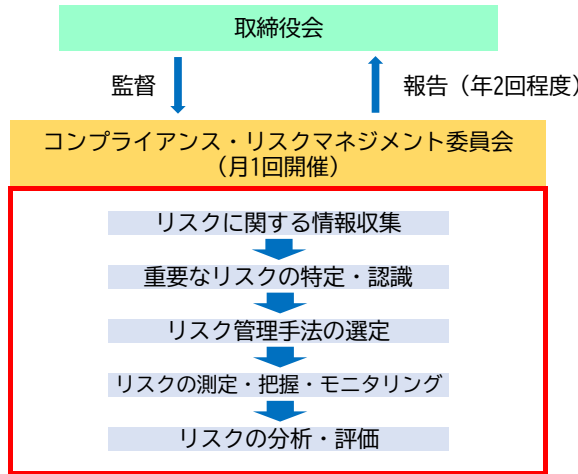 取締役会
監督
報告（年2回程度）
コンプライアンス・リスクマネジメント委員会
（月1回開催）
リスクに関する情報収集
重要なリスクの特定・認識
リスク管理手法の選定
リスクの測定・把握・モニタリング
リスクの分析・評価